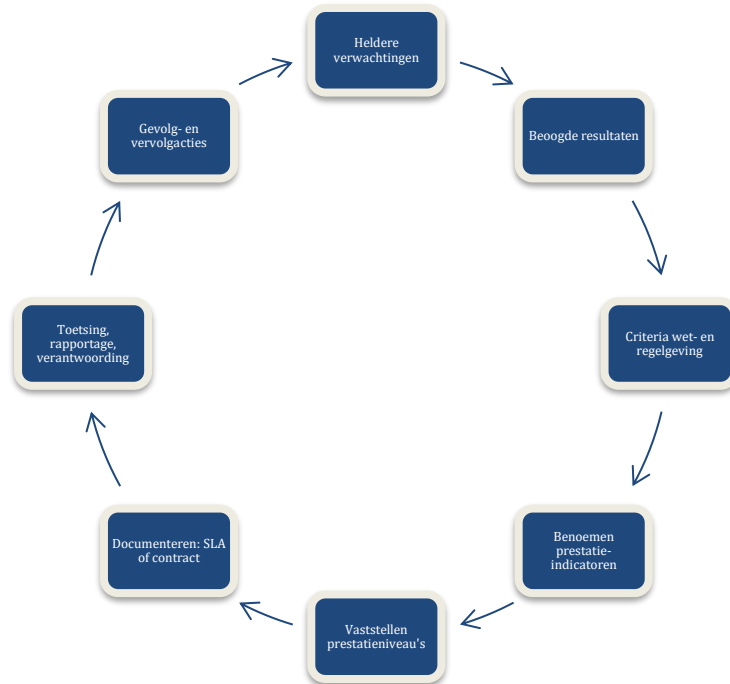 Heldere
verwachtingen
Beoogde resultaten
Criteria wet- en
regelgeving
Benoemen
prestatie-
indicatoren
Vaststellen
prestatieniveau's
Documenteren: SLA
of contract
Toetsing,
rapportage,
verantwoording
Gevolg- en
vervolgacties